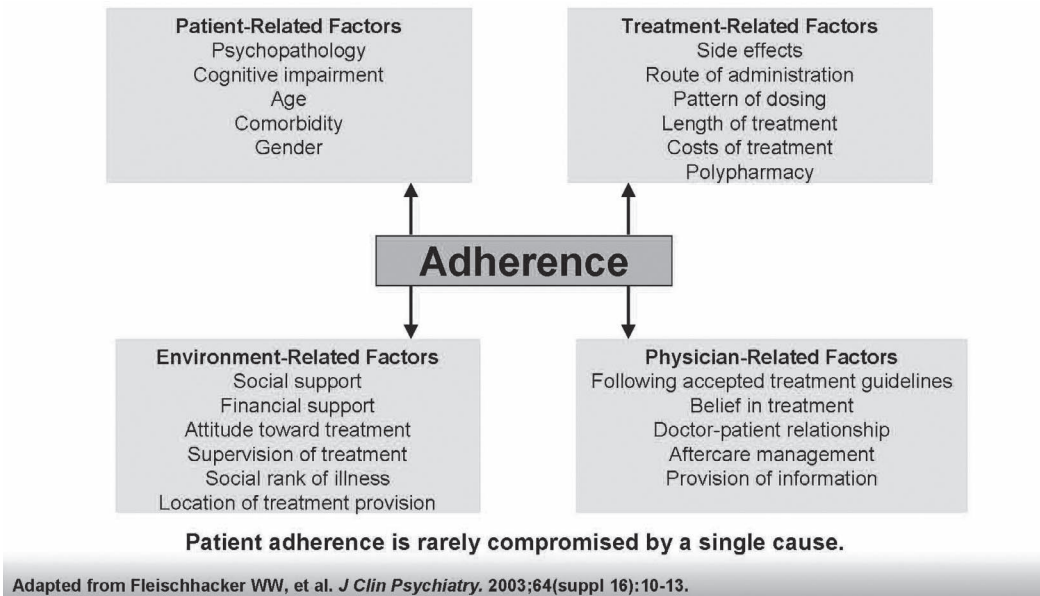 Patient-Related Factors
Psychopathology
Cognitive impairment
Age
Comorbidity
Gender
Treatment-Related Factors
Side effects
Route of administration
Pattern of dosing
Length of treatment
Costs of treatment
Polypharmacy
Adherence
Environment-Related Factors
Social support
Financial support
Attitude toward treatment
Supervision of treatment
Social rank of illness
Location of treatment provision
Physician-Related Factors
Following accepted treatment guidelines
Belief in treatment
Doctor-patient relationship
Aftercare management
Provision of information
Patient adherence is rarely compromised by a single cause.
Adapted from Fleischhacker WW, et al. J Clin Psychiatry. 2003;64(suppl 16):10-13.